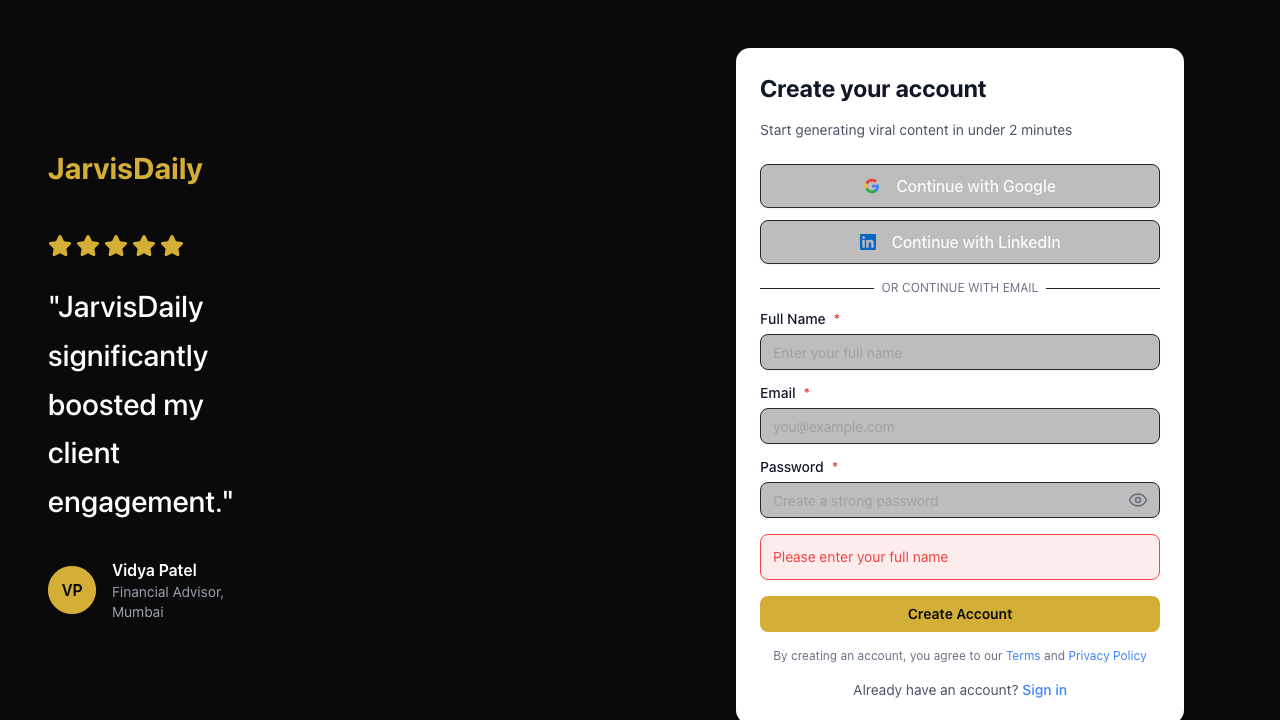 JarvisDaily
"JarvisDaily
significantly
boosted my
client
engagement."
VP
Vidya Patel
Financial Advisor,
Mumbai
Create your account
Start generating viral content in under 2 minutes
Continue with Google
Continue with LinkedIn
OR CONTINUE WITH EMAIL
Full Name *
Enter your full name
Email *
you@example.com
Password *
Create a strong password
Please enter your full name
Create Account
By creating an account, you agree to our Terms and Privacy Policy
Already have an account? Sign in